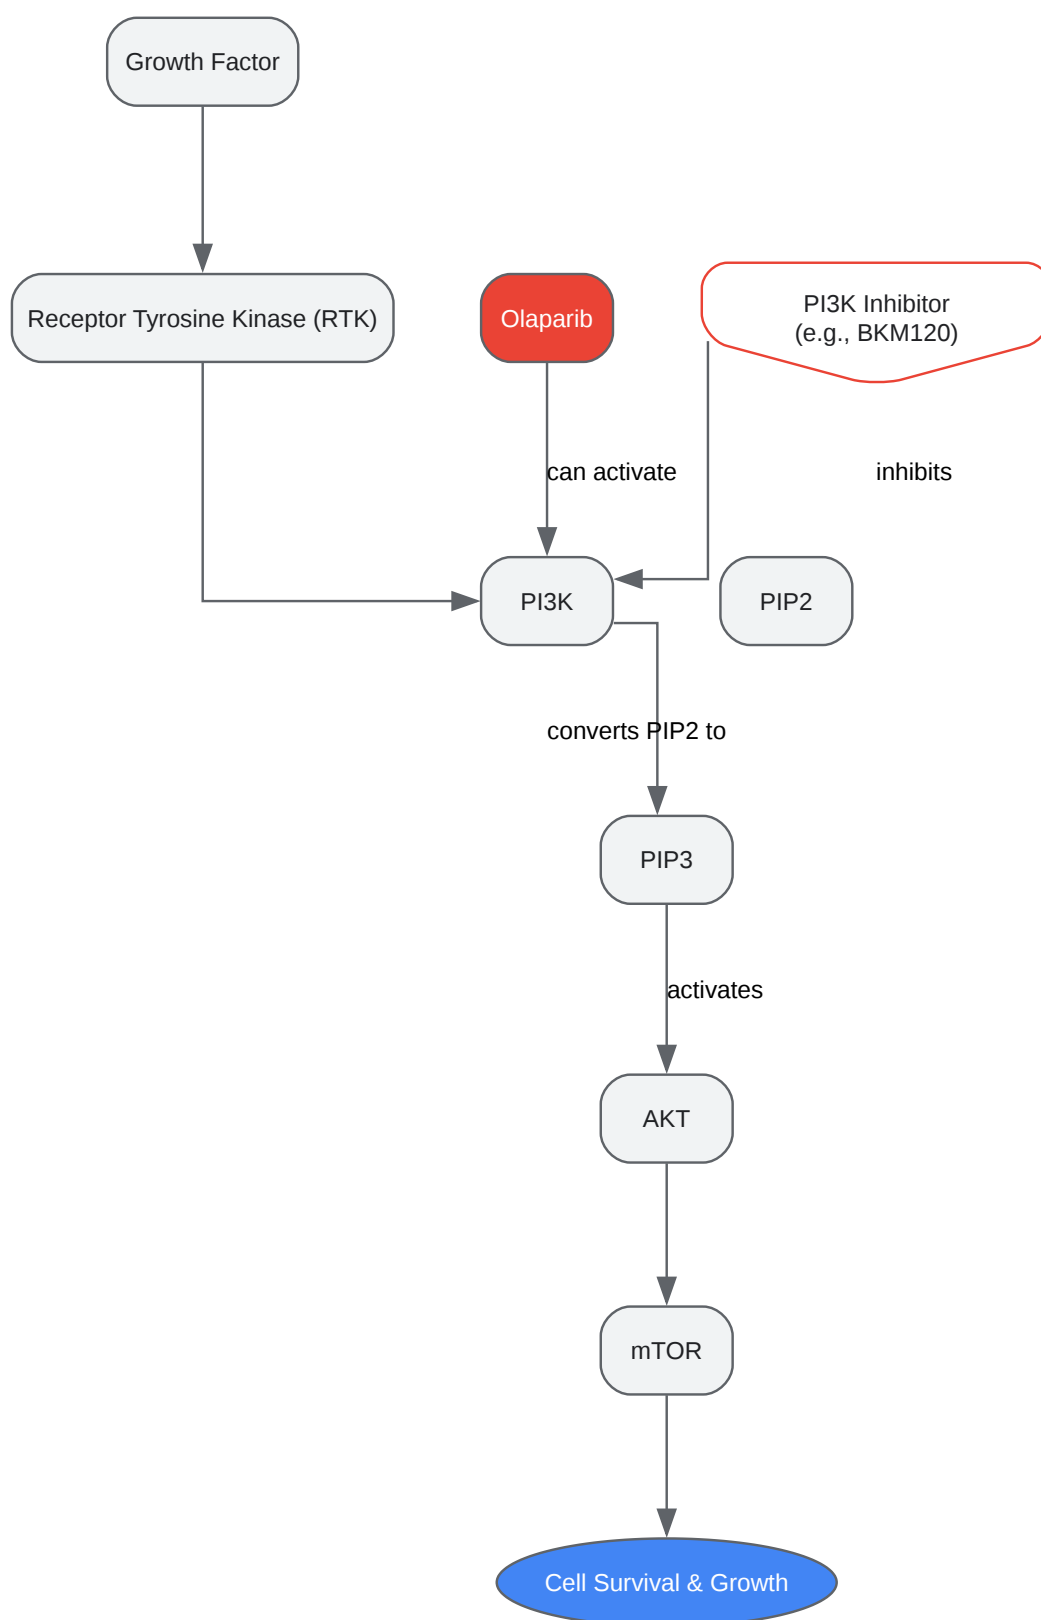 Growth Factor
Receptor Tyrosine Kinase (RTK)
Olaparib
PI3K Inhibitor
(e.g., BKM120)
can activate
inhibits
PI3K
PIP2
converts PIP2 to
PIP3
activates
AKT
mTOR
Cell Survival & Growth